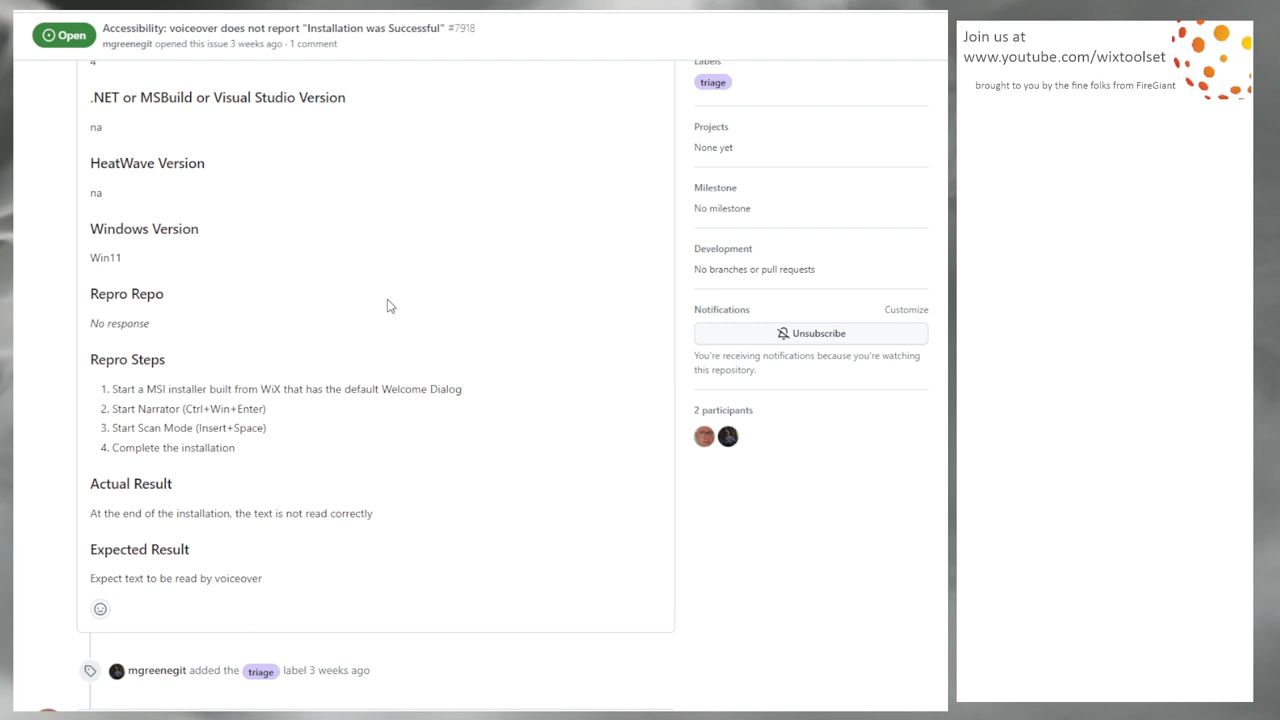 Open
Accessibility: voiceover does not report "Installation was Successful" #7918
mgreenegit opened this issue 3 weeks ago · 1 comment
4
.NET or MSBuild or Visual Studio Version
na
HeatWave Version
na
Windows Version
Win11
Repro Repo
No response
Repro Steps
1. Start a MSI installer built from WiX that has the default Welcome Dialog
2. Start Narrator (Ctrl+Win+Enter)
3. Start Scan Mode (Insert+Space)
4. Complete the installation
Actual Result
At the end of the installation, the text is not read correctly
Expected Result
Expect text to be read by voiceover
mgreenegit added the triage label 3 weeks ago
Labels
triage
Projects
None yet
Milestone
No milestone
Development
No branches or pull requests
Notifications
Customize
Unsubscribe
You're receiving notifications because you're watching
this repository.
2 participants
Join us at
www.youtube.com/wixtoolset
brought to you by the fine folks from FireGiant